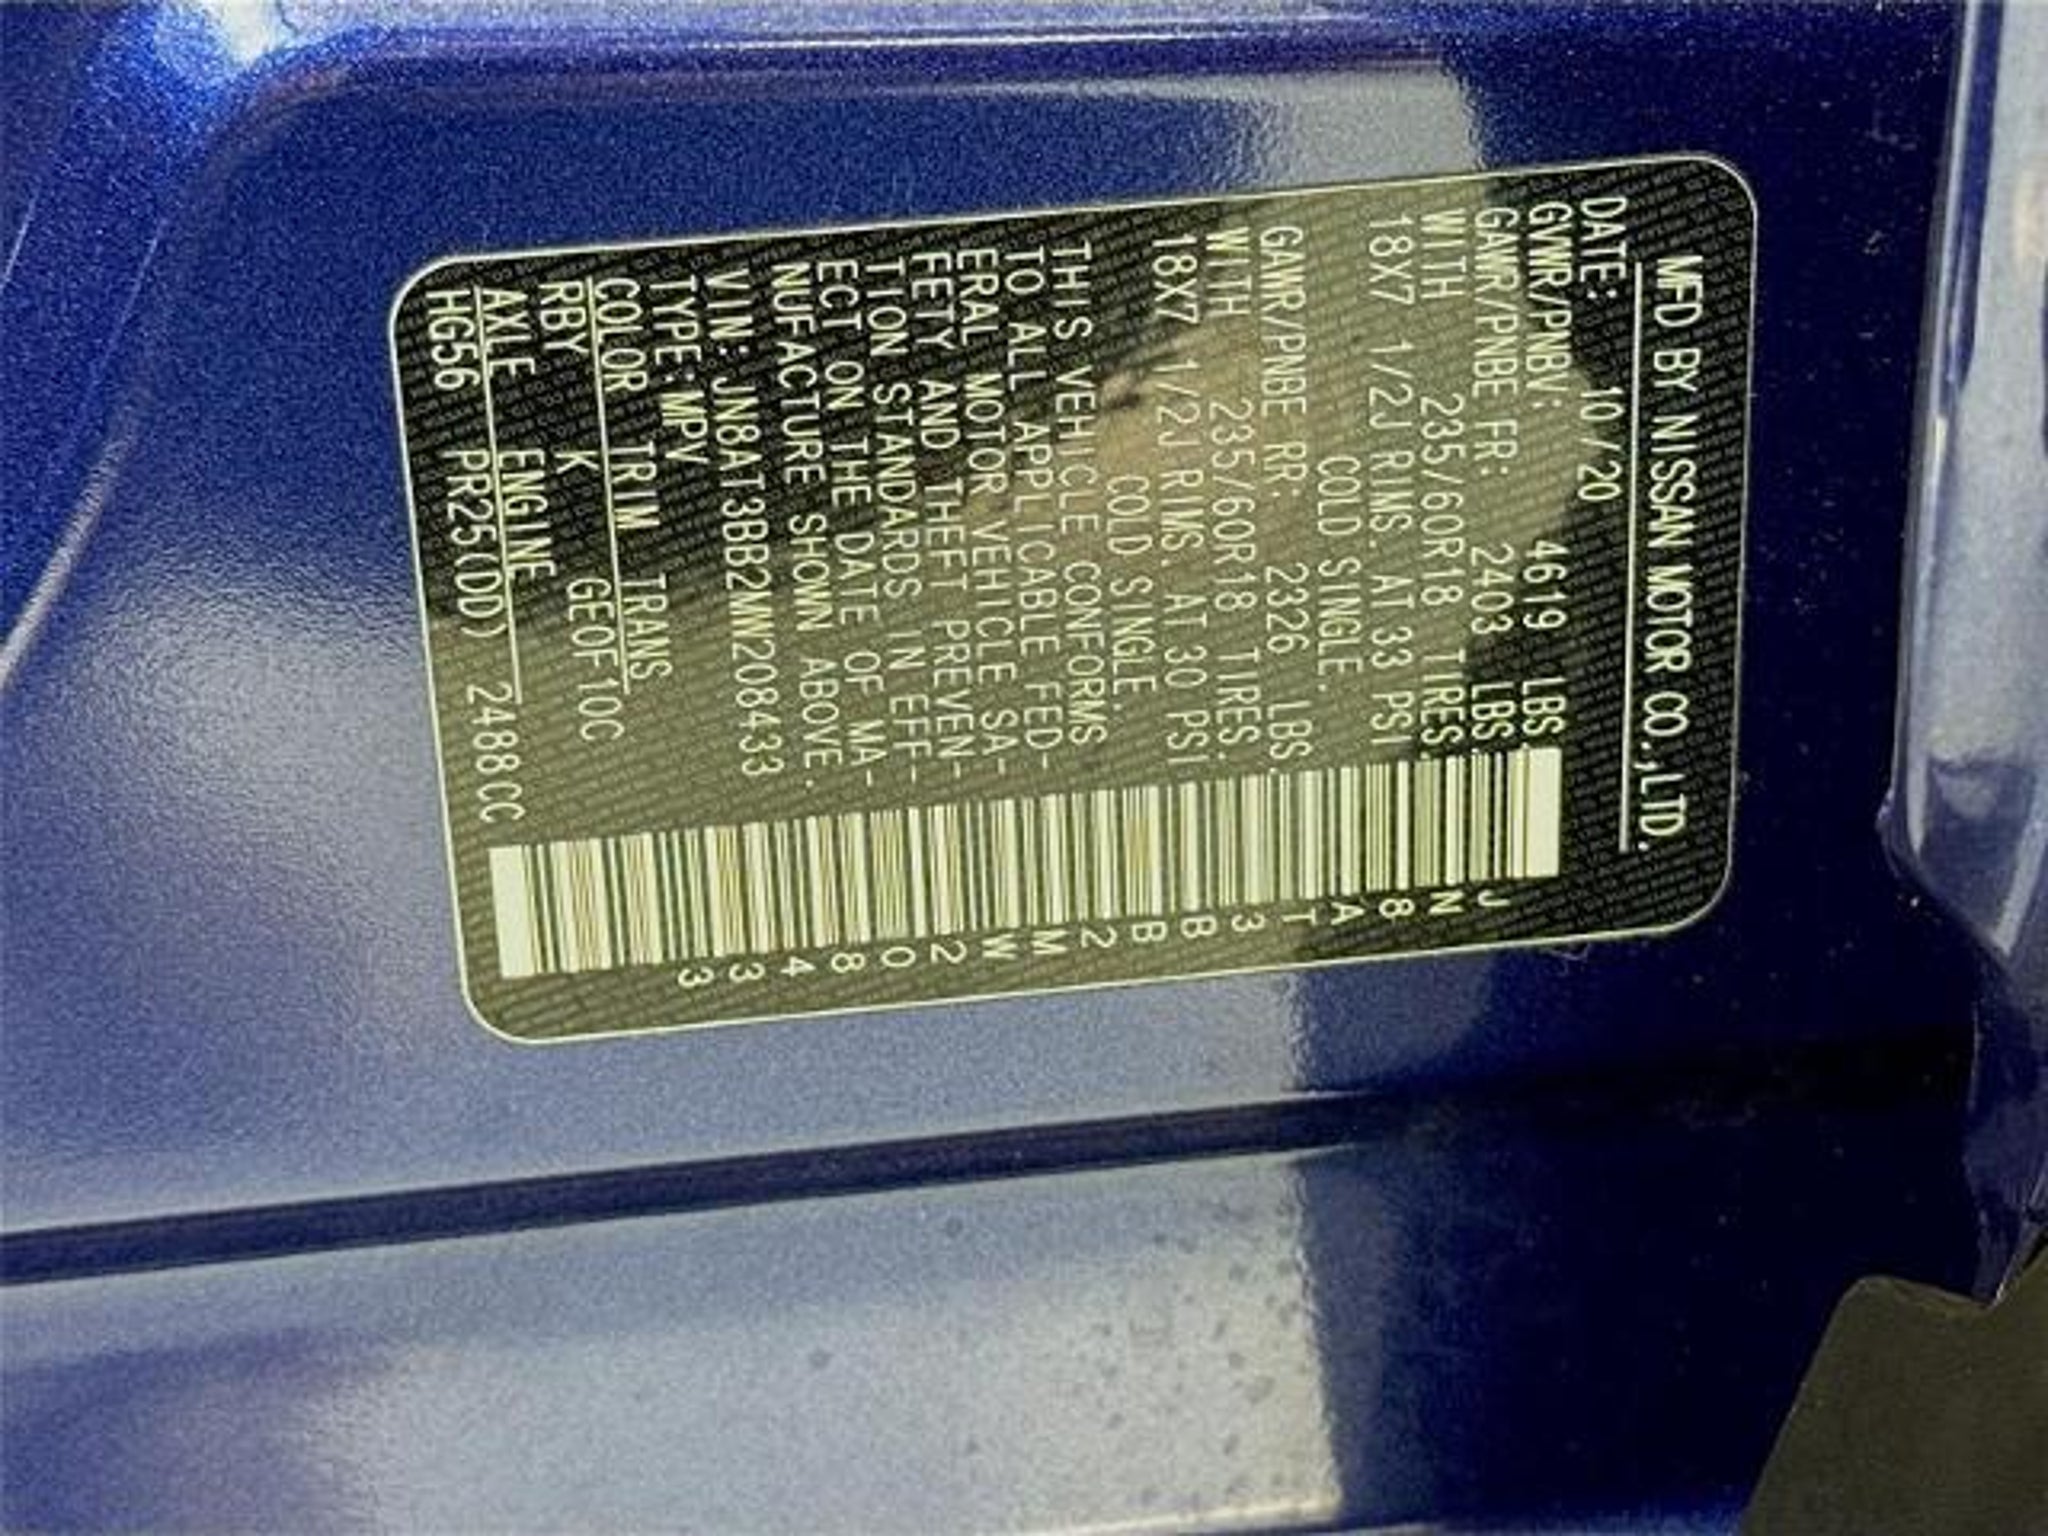 MFD BY NISSAN MOTOR CO.,LTD.
DATE: 10/20
GVWR/PNBV: 4619 LBS
GAWR/PNBE FR: 2403 LBS
WITH 235/60R18 TIRES,
18X7 1/2J RIMS. AT 33 PSI
COLD SINGLE.
GAWR/PNBE RR: 2326 LBS.
WITH 235/60R18 TIRES.
18X7 1/2J RIMS. AT 30 PSI
COLD SINGLE.
THIS VEHICLE CONFORMS
TO ALL APPLICABLE FED-
ERAL MOTOR VEHICLE SA-
FETY AND THEFT PREVEN-
TION STANDARDS IN EFF-
ECT ON THE DATE OF MA-
NUFACTURE SHOWN ABOVE.
VIN: JN8AT3BB2MW208433
TYPE: MPV
COLOR TRIM TRANS
RBY K GE0F10C
AXLE ENGINE
HG56 PR25(DD) 2488CC
JN8AT3BB2MW208433